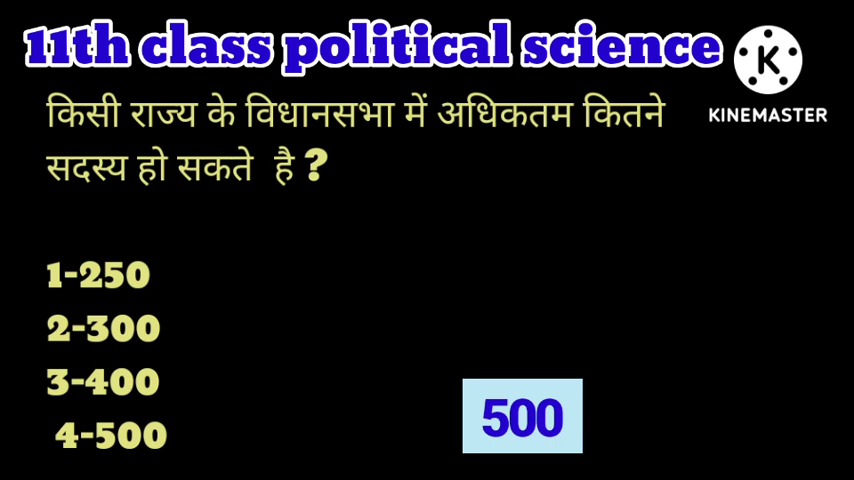 11th class political science
K
KINEMASTER
किसी राज्य के विधानसभा में अधिकतम कितने
सदस्य हो सकते है ?
1-250
2-300
3-400
4-500
500